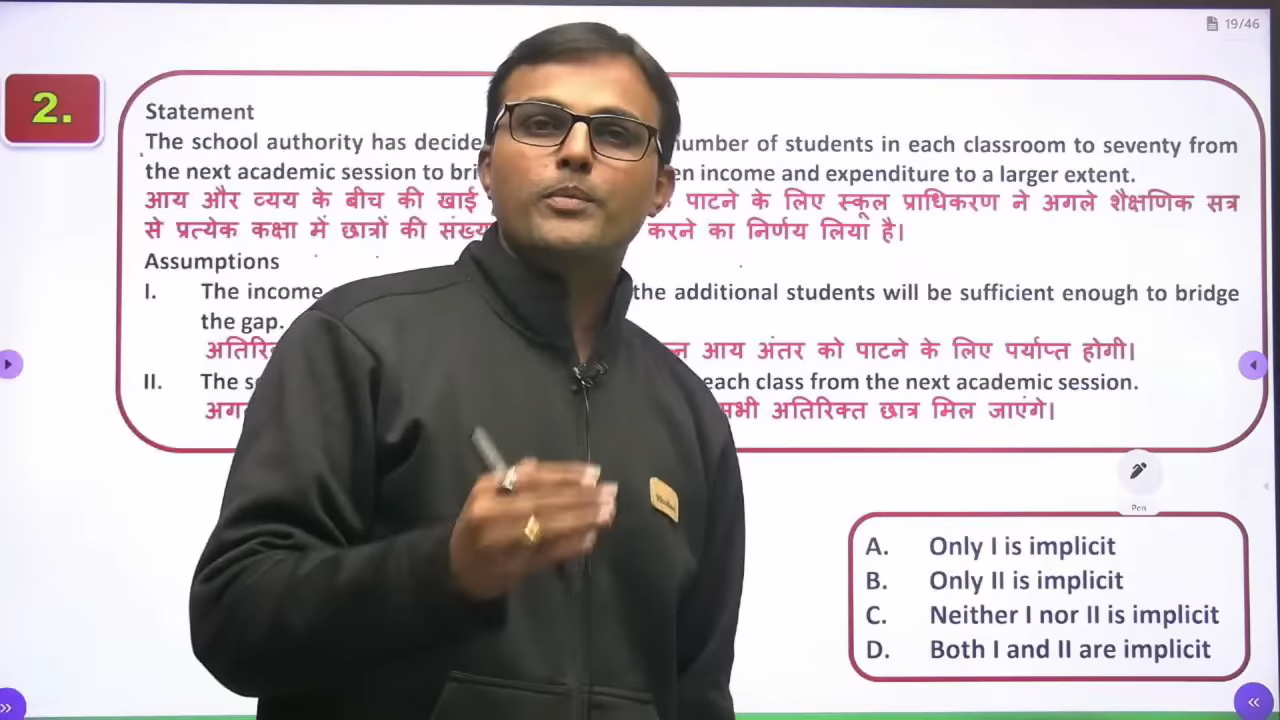 19/46
2.
Statement
The school authority has decide number of students in each classroom to seventy from
the next academic session to bri en income and expenditure to a larger extent.
आय और व्यय के बीच की खाई पाटने के लिए स्कूल प्राधिकरण ने अगले शैक्षणिक सत्र
से प्रत्येक कक्षा में छात्रों की संख्य करने का निर्णय लिया है।
Assumptions
I. The income the additional students will be sufficient enough to bridge
the gap.
अतिरि न आय अंतर को पाटने के लिए पर्याप्त होगी।
II. The s each class from the next academic session.
अग सभी अतिरिक्त छात्र मिल जाएंगे।
Pen
A. Only I is implicit
B. Only II is implicit
C. Neither I nor II is implicit
D. Both I and II are implicit